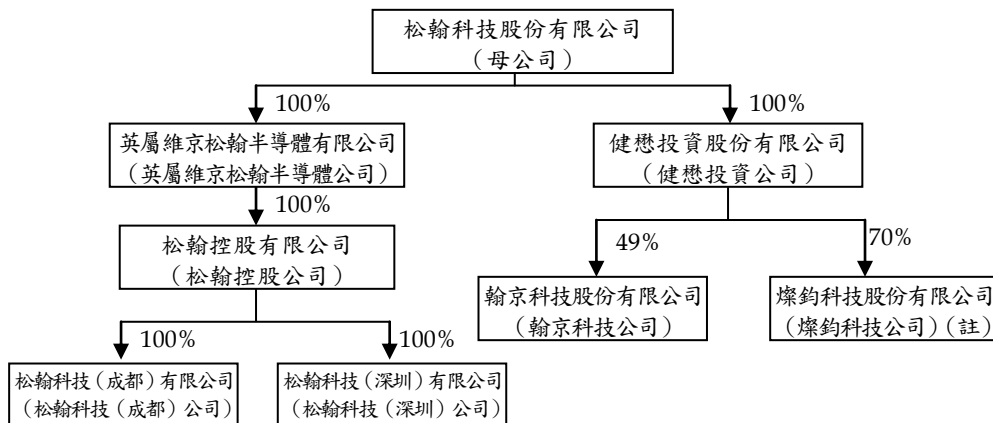 松翰科技股份有限公司
（母公司）
100%
100%
英屬維京松翰半導體有限公司
（英屬維京松翰半導體公司）
健懋投資股份有限公司
（健懋投資公司）
100%
松翰控股有限公司
（松翰控股公司）
49%
70%
翰京科技股份有限公司
（翰京科技公司）
燦鈞科技股份有限公司
（燦鈞科技公司）（註）
100%
100%
松翰科技（成都）有限公司
（松翰科技（成都）公司）
松翰科技（深圳）有限公司
（松翰科技（深圳）公司）